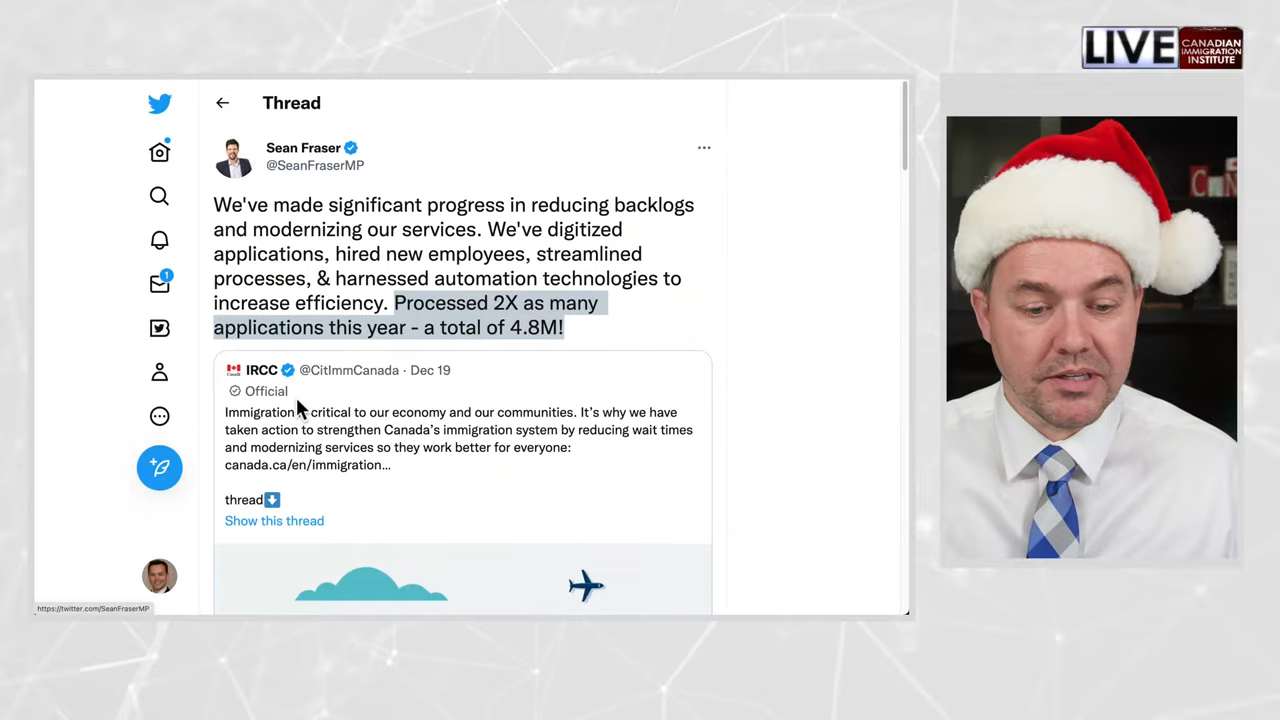 LIVE
CANADIAN
IMMIGRATION
INSTITUTE
Thread
Sean Fraser
@SeanFraserMP
We've made significant progress in reducing backlogs
and modernizing our services. We've digitized
applications, hired new employees, streamlined
processes, & harnessed automation technologies to
increase efficiency. Processed 2X as many
applications this year - a total of 4.8M!
IRCC @CitImmCanada · Dec 19
Official
Immigration critical to our economy and our communities. It's why we have
taken action to strengthen Canada's immigration system by reducing wait times
and modernizing services so they work better for everyone:
canada.ca/en/immigration...
thread
Show this thread
1
https://twitter.com/SeanFraserMP